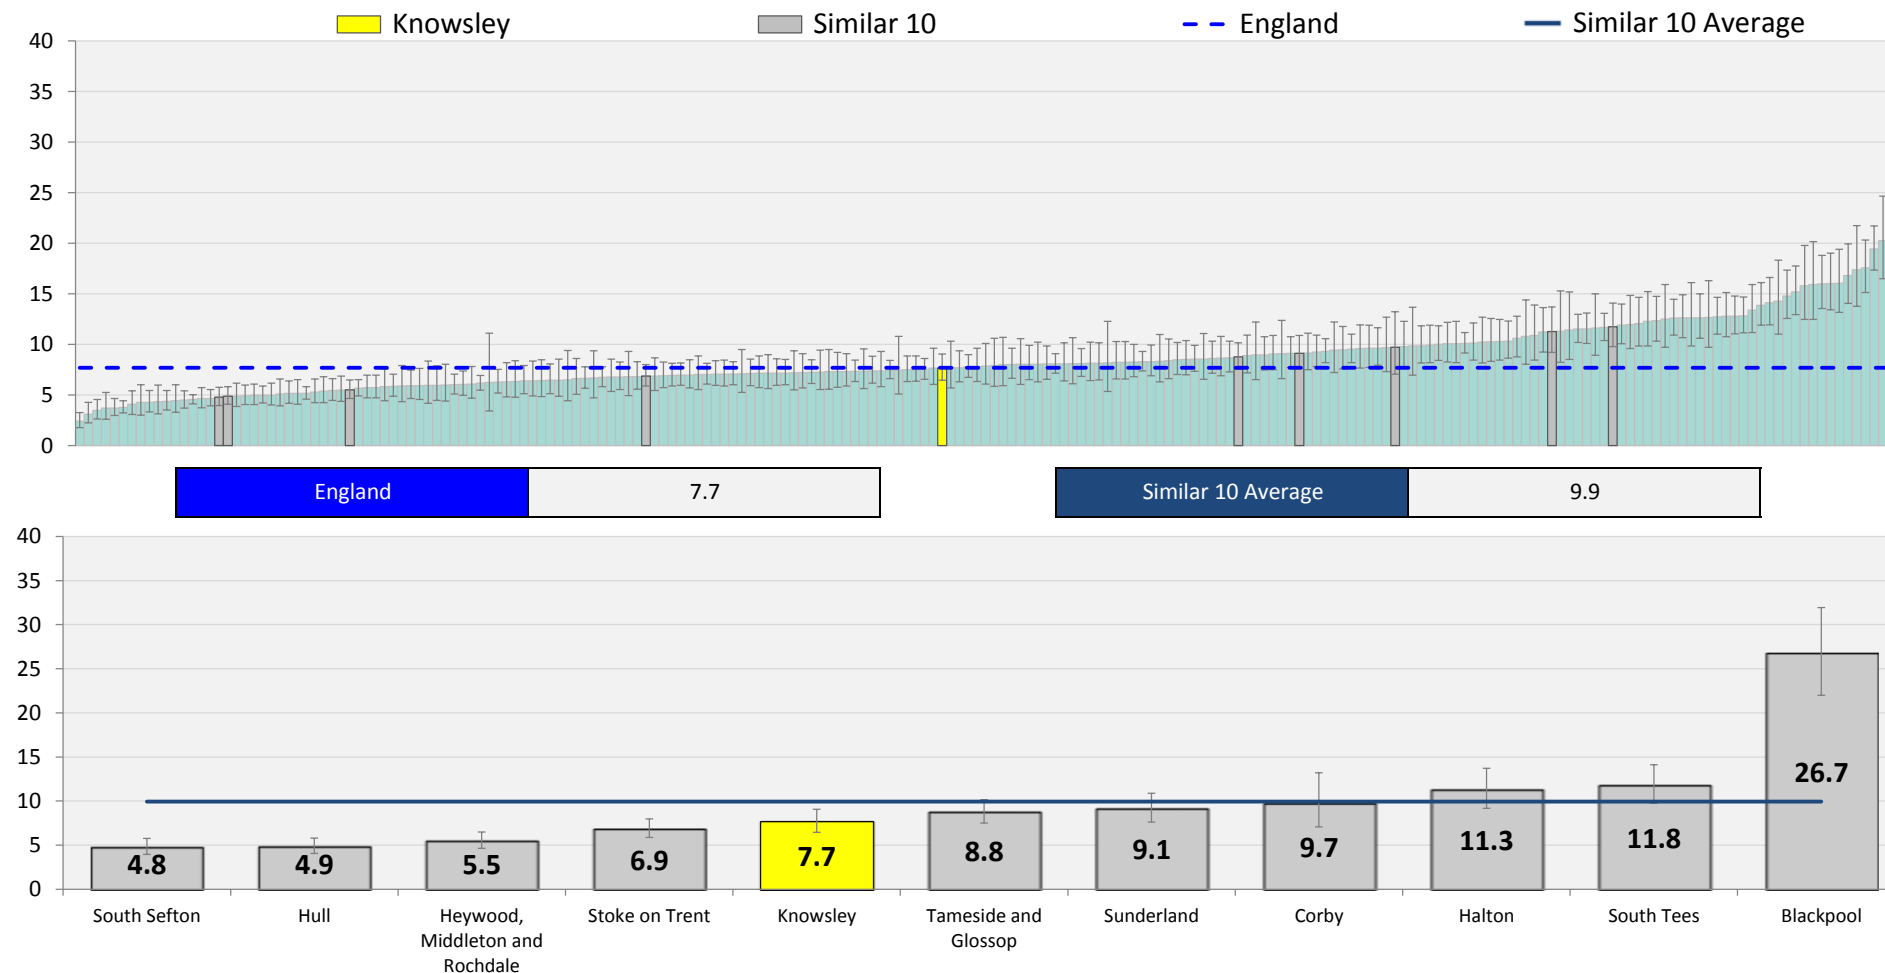 Knowsley
Similar 10
England
Similar 10 Average
40
35
30
25
20
15
10
5
0
England
7.7
Similar 10 Average
9.9
40
35
30
25
20
15
10
5
0
4.8
4.9
5.5
6.9
7.7
8.8
9.1
9.7
11.3
11.8
26.7
South Sefton
Hull
Heywood,
Middleton and
Rochdale
Stoke on Trent
Knowsley
Tameside and
Glossop
Sunderland
Corby
Halton
South Tees
Blackpool